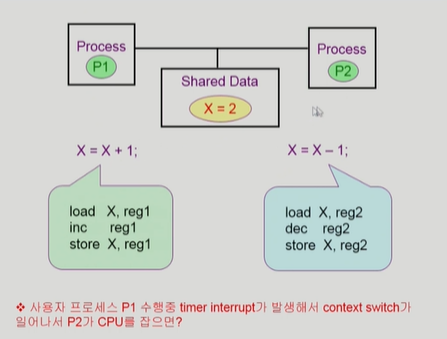 Process
P1
Process
P2
Shared Data
X = 2
X = X + 1;
X = X – 1;
load X, reg1
inc reg1
store X, reg1
load X, reg2
dec reg2
store X, reg2
❖ 사용자 프로세스 P1 수행중 timer interrupt가 발생해서 context switch가
일어나서 P2가 CPU를 잡으면?